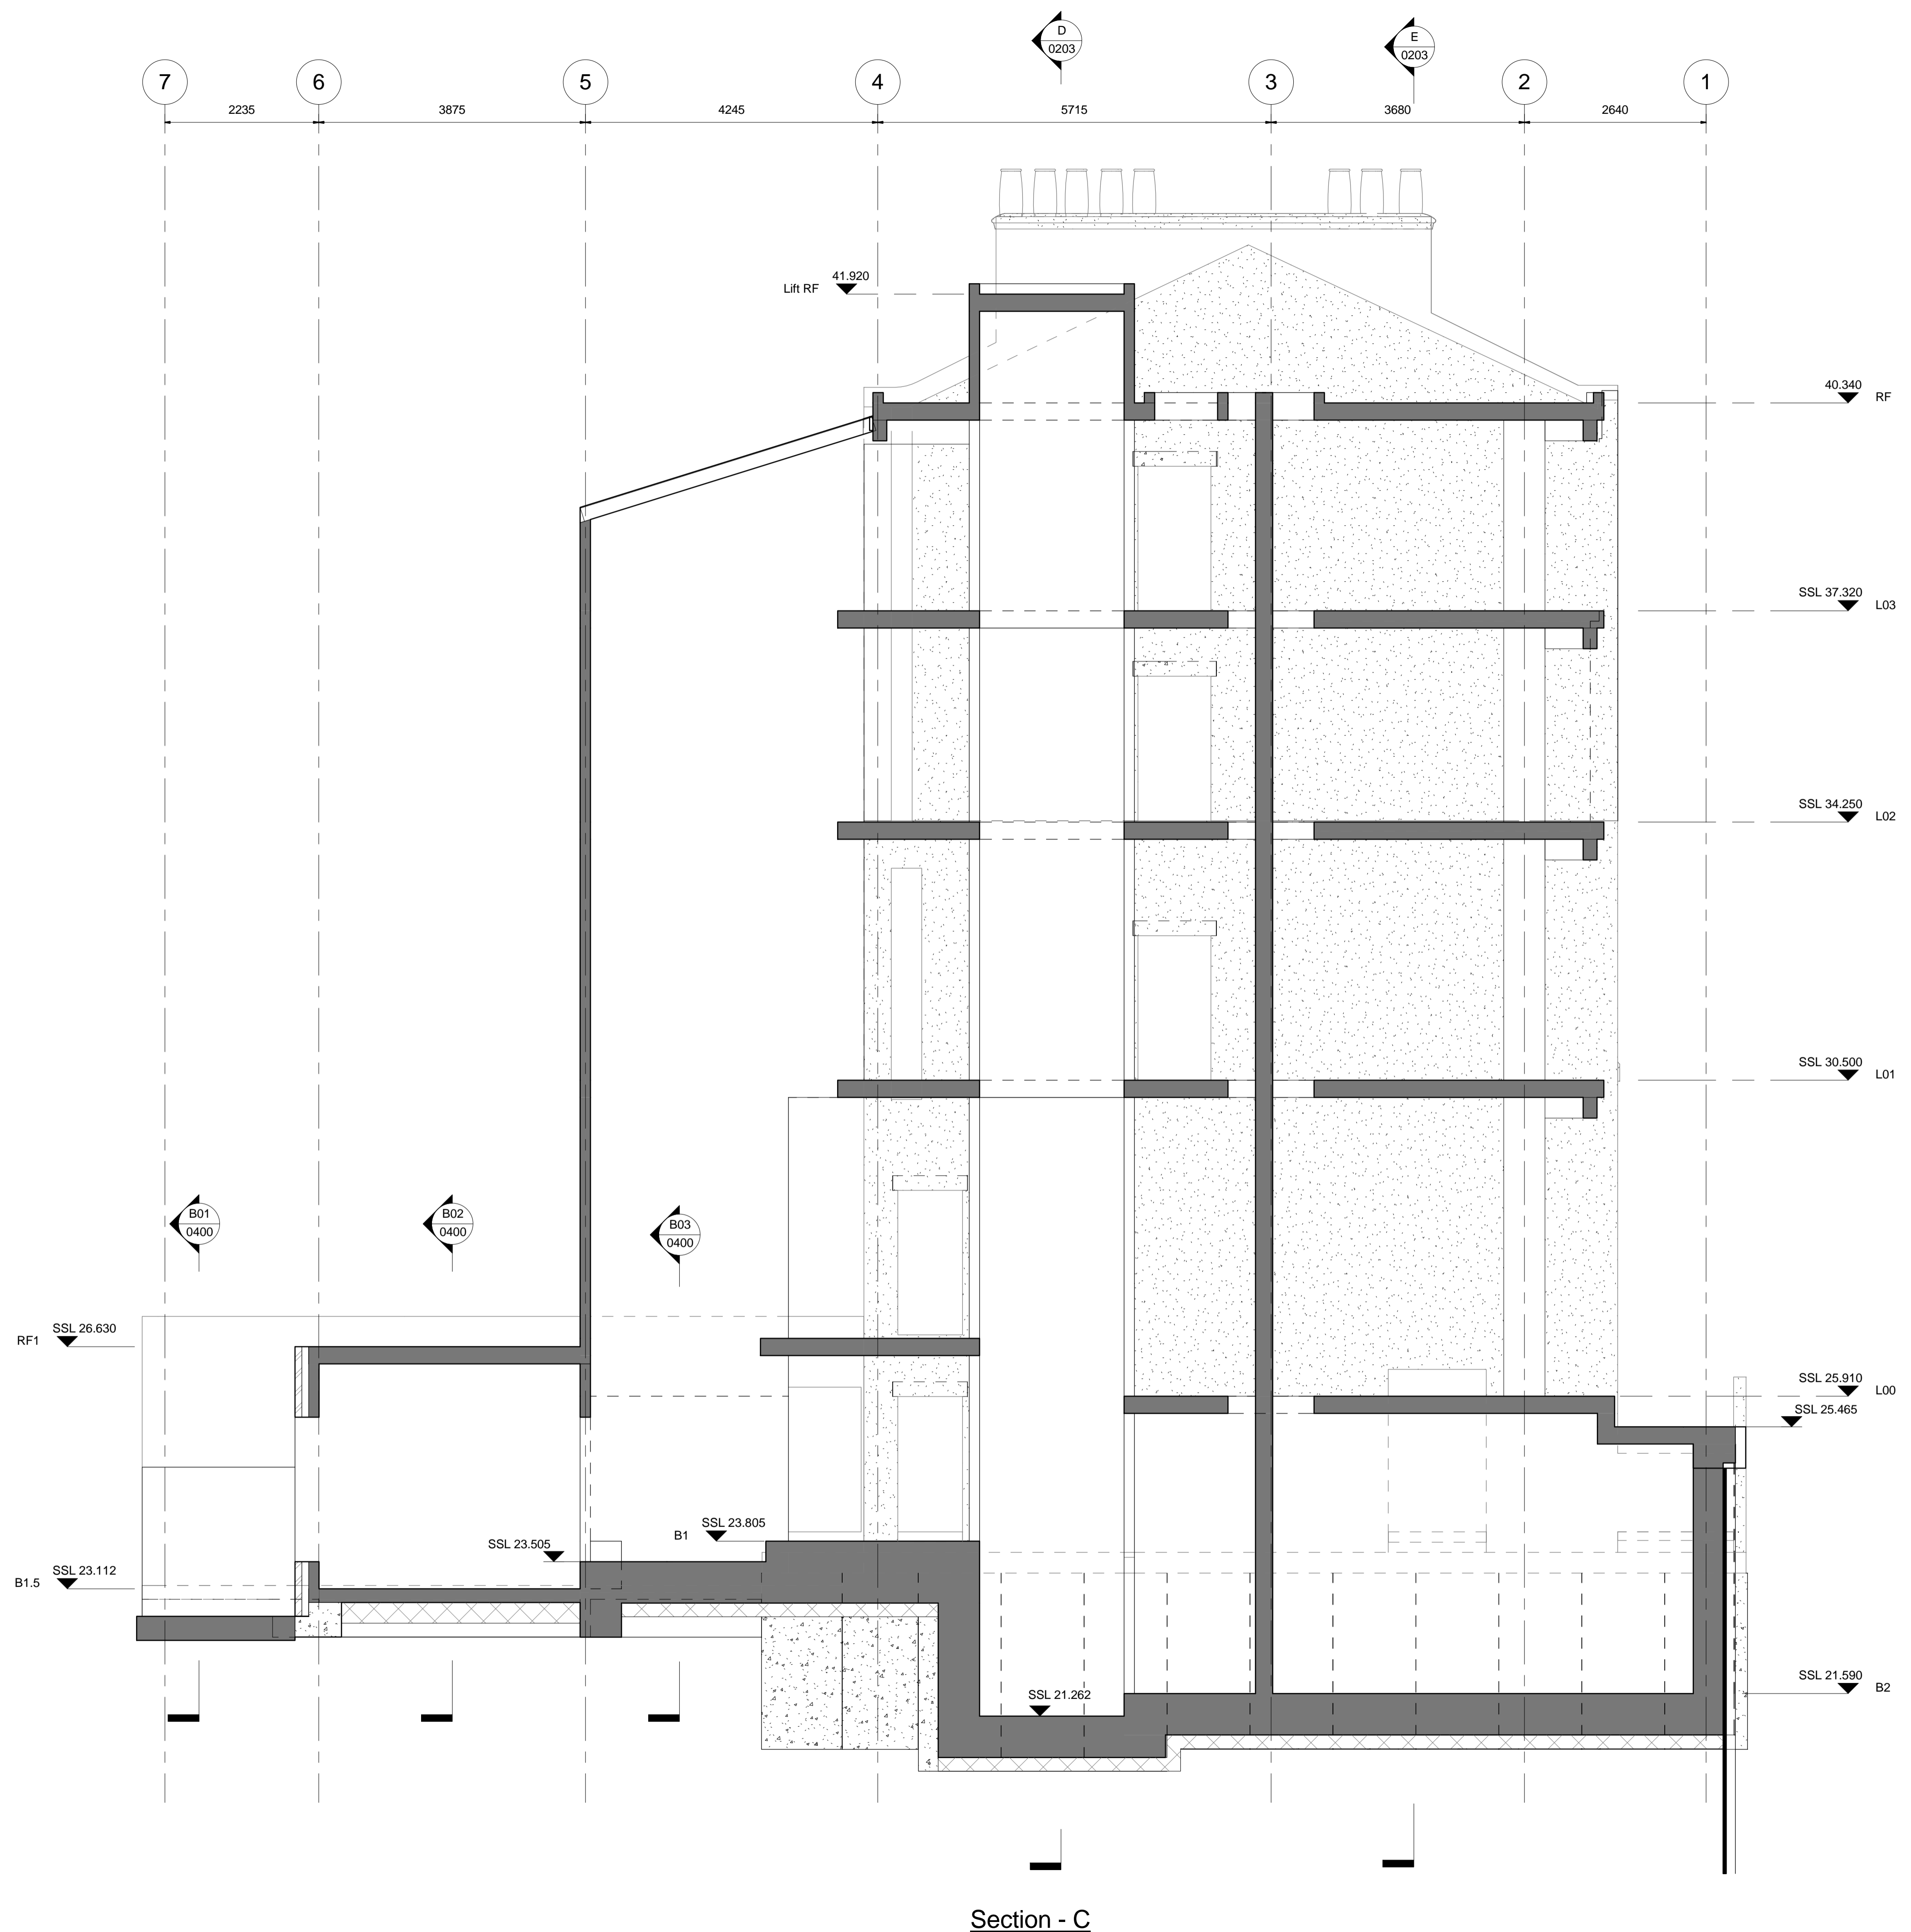 D
0203
E
0203
7
6
5
4
3
2
1
2235
3875
4245
5715
3680
2640
41.920
Lift RF
40.340
RF
SSL 37.320
L03
SSL 34.250
L02
SSL 30.500
L01
B01
0400
B02
0400
B03
0400
SSL 26.630
RF1
SSL 25.910
L00
SSL 25.465
SSL 23.805
B1
SSL 23.505
SSL 23.112
B1.5
SSL 21.590
B2
SSL 21.262
Section - C